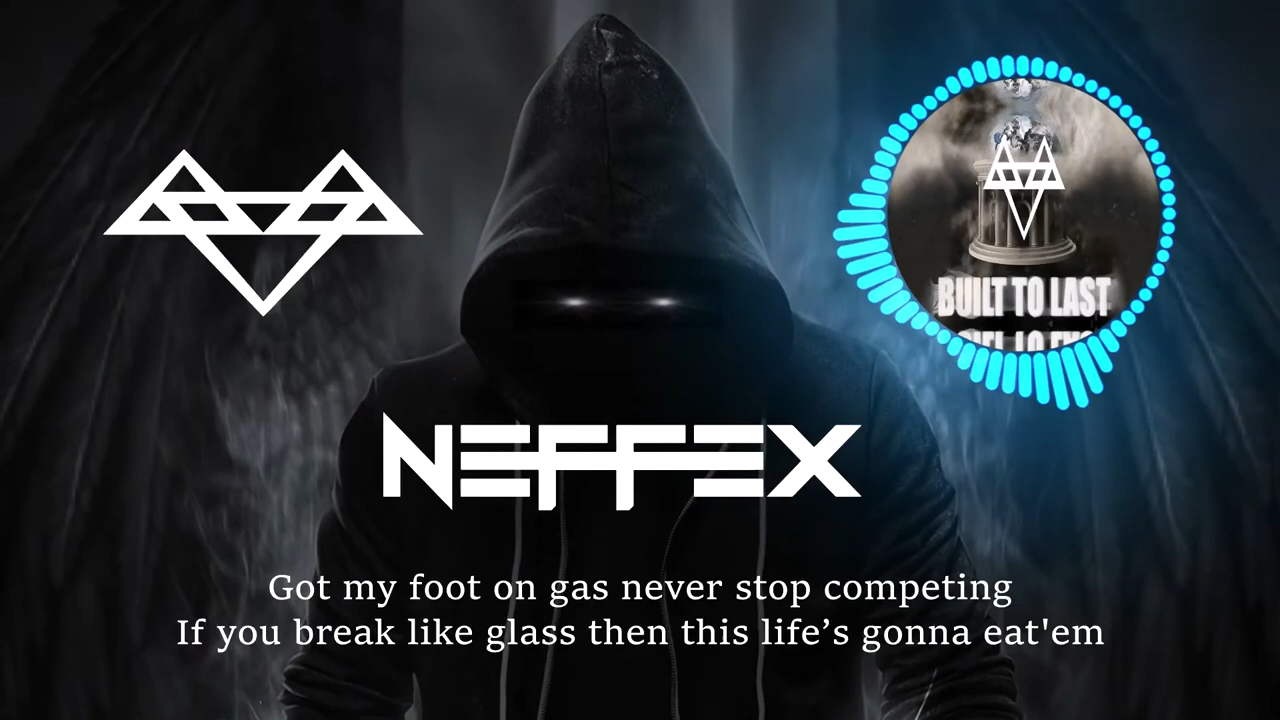 BUILT TO LAST
NEFFEX
Got my foot on gas never stop competing
If you break like glass then this life’s gonna eat'em